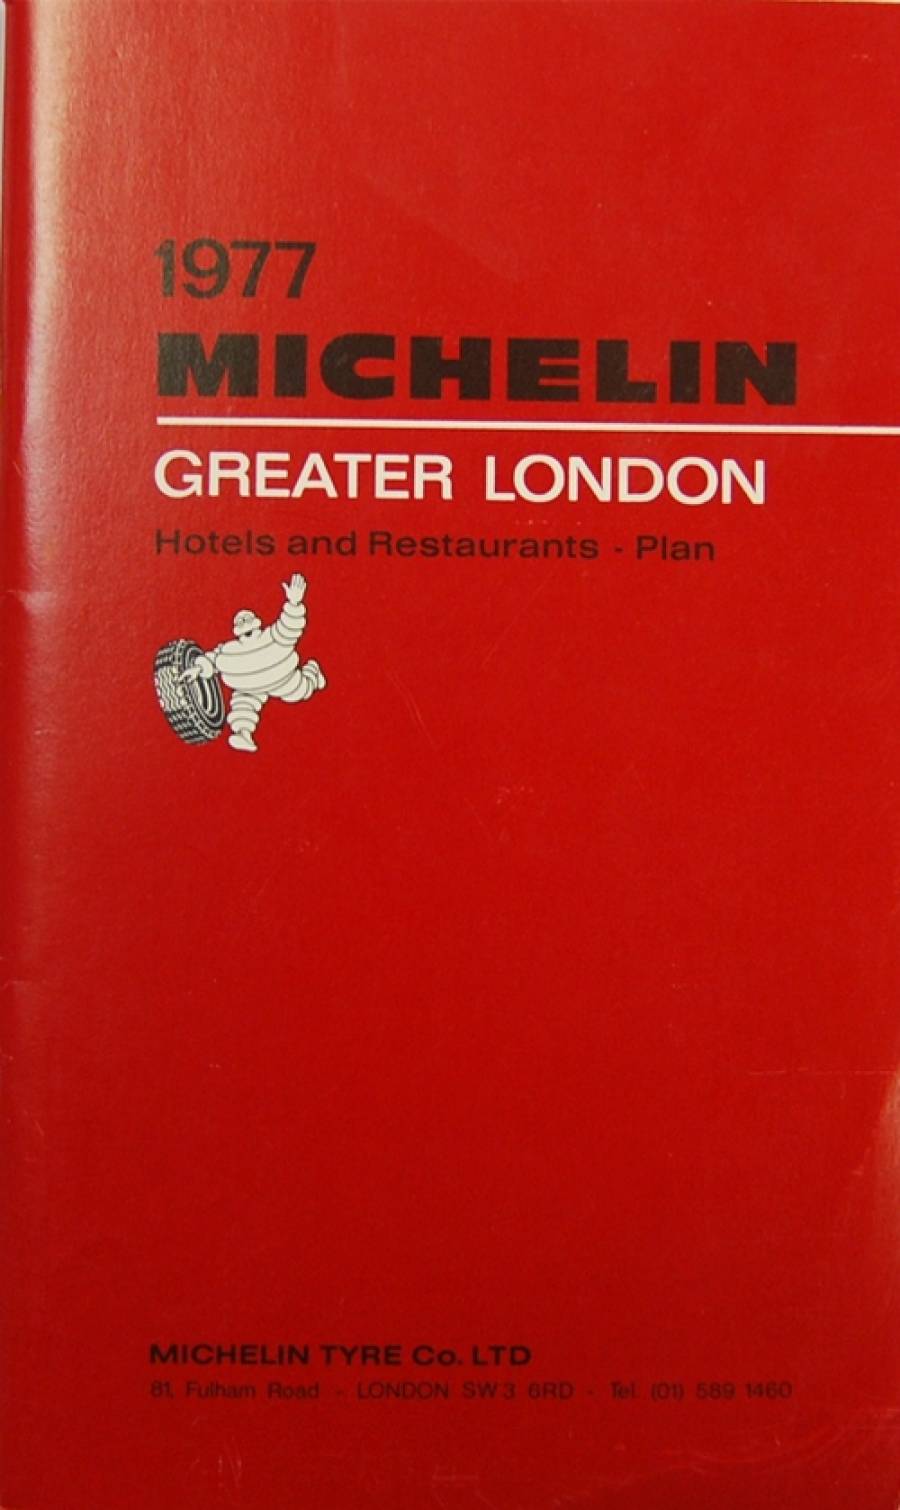 1977
MICHELIN
GREATER LONDON
Hotels and Restaurants - Plan
MICHELIN TYRE Co. LTD
81, Fulham Road - LONDON SW3 6RD - Tel. (01) 589 1460